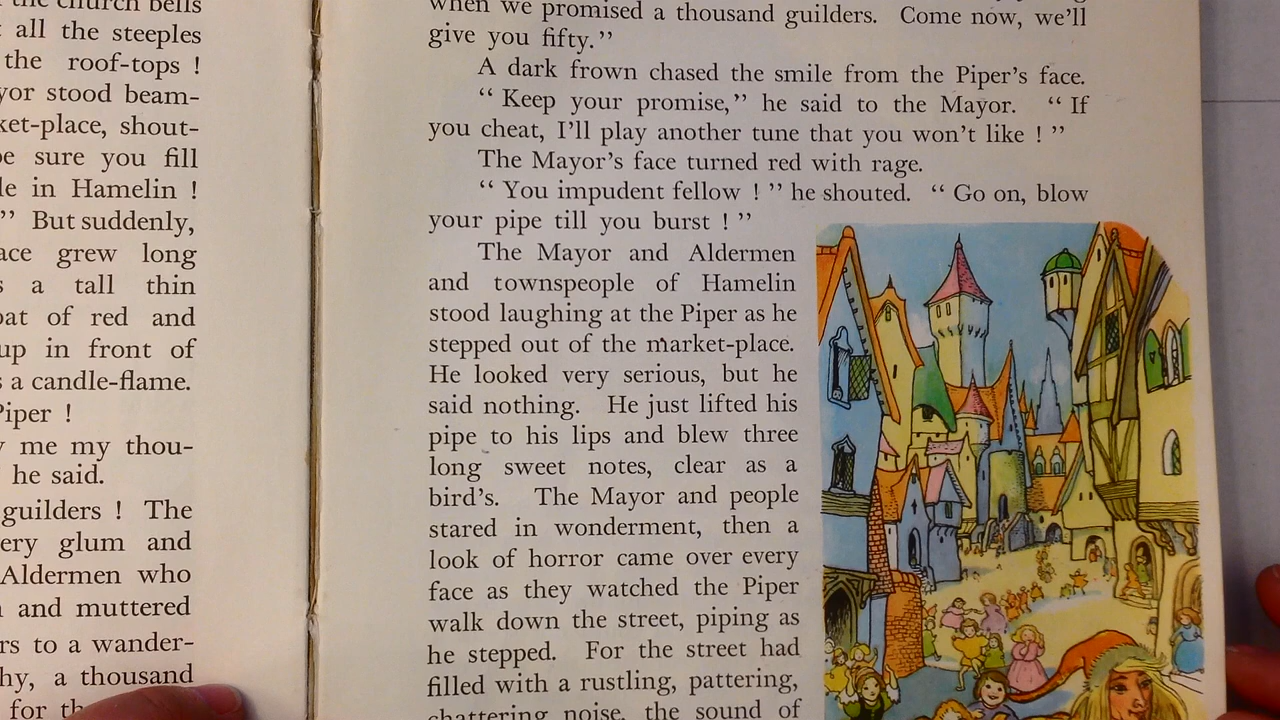 the church bells
all the steeples
the roof-tops !
yor stood beam-
ket-place, shout-
be sure you fill
le in Hamelin !
” But suddenly,
ace grew long
s a tall thin
oat of red and
up in front of
s a candle-flame.
Piper !
y me my thou-
he said.
guilders ! The
ery glum and
Aldermen who
n and muttered
rs to a wander-
hy, a thousand
for th
when we promised a thousand guilders. Come now, we’ll
give you fifty.”
A dark frown chased the smile from the Piper’s face.
“ Keep your promise,” he said to the Mayor. “ If
you cheat, I’ll play another tune that you won’t like ! ”
The Mayor’s face turned red with rage.
“ You impudent fellow ! ” he shouted. “ Go on, blow
your pipe till you burst ! ”
The Mayor and Aldermen
and townspeople of Hamelin
stood laughing at the Piper as he
stepped out of the market-place.
He looked very serious, but he
said nothing. He just lifted his
pipe to his lips and blew three
long sweet notes, clear as a
bird’s. The Mayor and people
stared in wonderment, then a
look of horror came over every
face as they watched the Piper
walk down the street, piping as
he stepped. For the street had
filled with a rustling, pattering,
chattering noise, the sound of